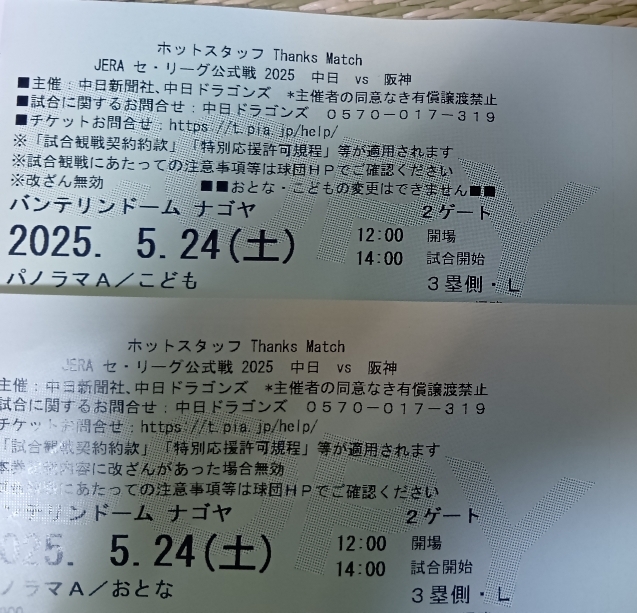 ホットスタッフ Thanks Match
JERA セ・リーグ公式戦 2025 中日 vs 阪神
■主催：中日新聞社、中日ドラゴンズ *主催者の同意なき有償譲渡禁止
■試合に関するお問合せ：中日ドラゴンズ ０５７０－０１７－３１９
■チケットお問合せ：https://t.pia.jp/help/
※「試合観戦契約約款」「特別応援許可規程」等が適用されます
※試合観戦にあたっての注意事項等は球団ＨＰでご確認ください
※改ざん無効 ■■おとな・こどもの変更はできません■■
バンテリンドーム ナゴヤ ２ゲート
2025. 5.24(土) 12:00 開場
14:00 試合開始
パノラマＡ／こども ３塁側・Ｌ
ホットスタッフ Thanks Match
JERA セ・リーグ公式戦 2025 中日 vs 阪神
主催：中日新聞社、中日ドラゴンズ *主催者の同意なき有償譲渡禁止
試合に関するお問合せ：中日ドラゴンズ ０５７０－０１７－３１９
チケットお問合せ：https://t.pia.jp/help/
「試合観戦契約約款」「特別応援許可規程」等が適用されます
内容に改ざんがあった場合無効
にあたっての注意事項等は球団ＨＰでご確認ください
テリンドーム ナゴヤ ２ゲート
025. 5.24(土) 12:00 開場
14:00 試合開始
ノラマＡ／おとな ３塁側・Ｌ